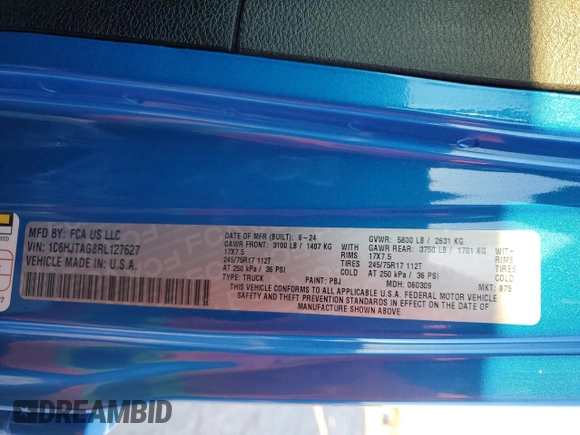 MFD BY: FCA US LLC
VIN: 1C6HJTAG8RL127627
VEHICLE MADE IN: U.S.A.
DATE OF MFR (BUILT): 6-24
GAWR FRONT: 3100 LB / 1407 KG
WITH
17X7.5 RIMS
245/75R17 112T TIRES
AT 250 kPa / 36 PSI COLD
TYPE: TRUCK PAINT: PBJ
GVWR: 5800 LB / 2631 KG
GAWR REAR: 3750 LB / 1701 KG
WITH
17X7.5 RIMS
245/75R17 112T TIRES
AT 250 kPa / 36 PSI COLD
MDH: 060309 MKT: 875
THIS VEHICLE CONFORMS TO ALL APPLICABLE U.S.A. FEDERAL MOTOR VEHICLE
SAFETY AND THEFT PREVENTION STANDARDS IN EFFECT ON THE DATE OF
MANUFACTURE SHOWN ABOVE.
DREAMBID